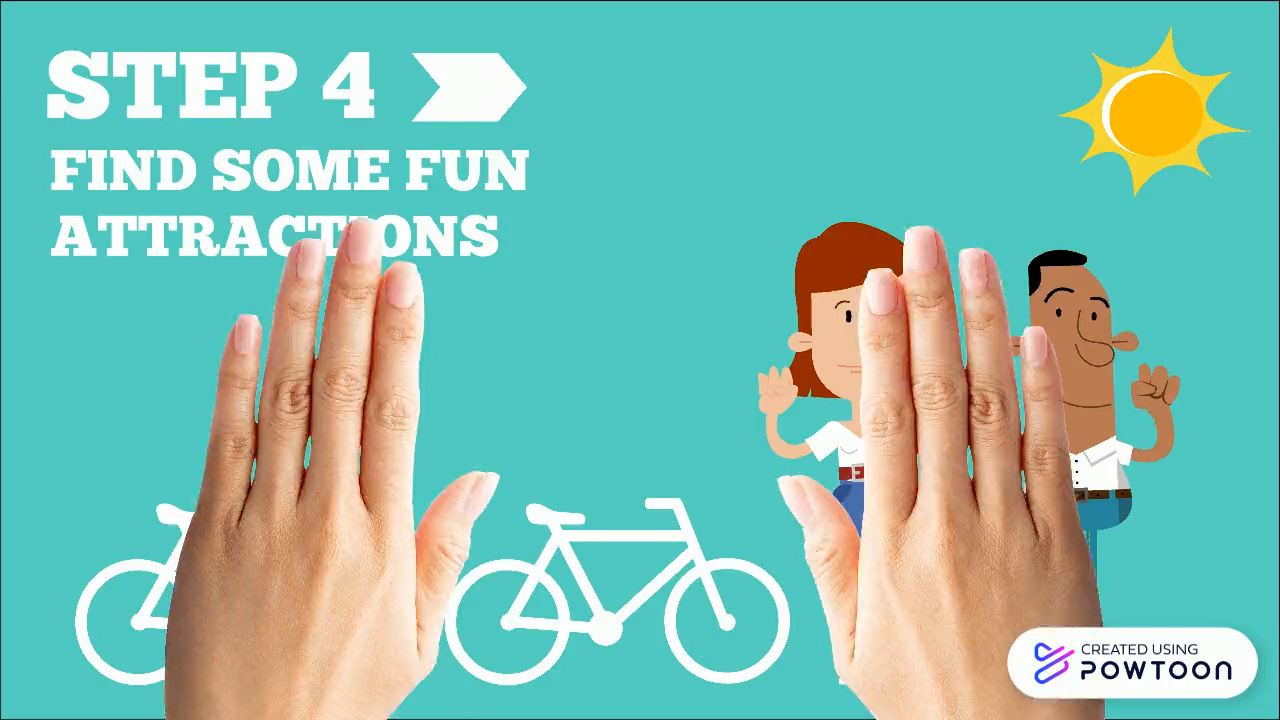 STEP 4
FIND SOME FUN
ATTRACTIONS
CREATED USING
POWTOON